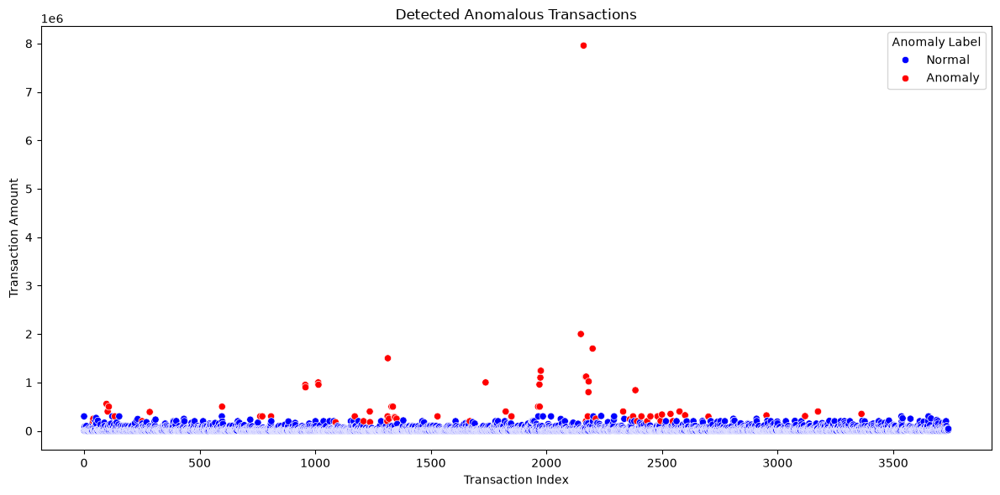 Detected Anomalous Transactions
1e6
Anomaly Label
Normal
Anomaly
8
7
6
5
4
3
2
1
0
Transaction Amount
0 500 1000 1500 2000 2500 3000 3500
Transaction Index